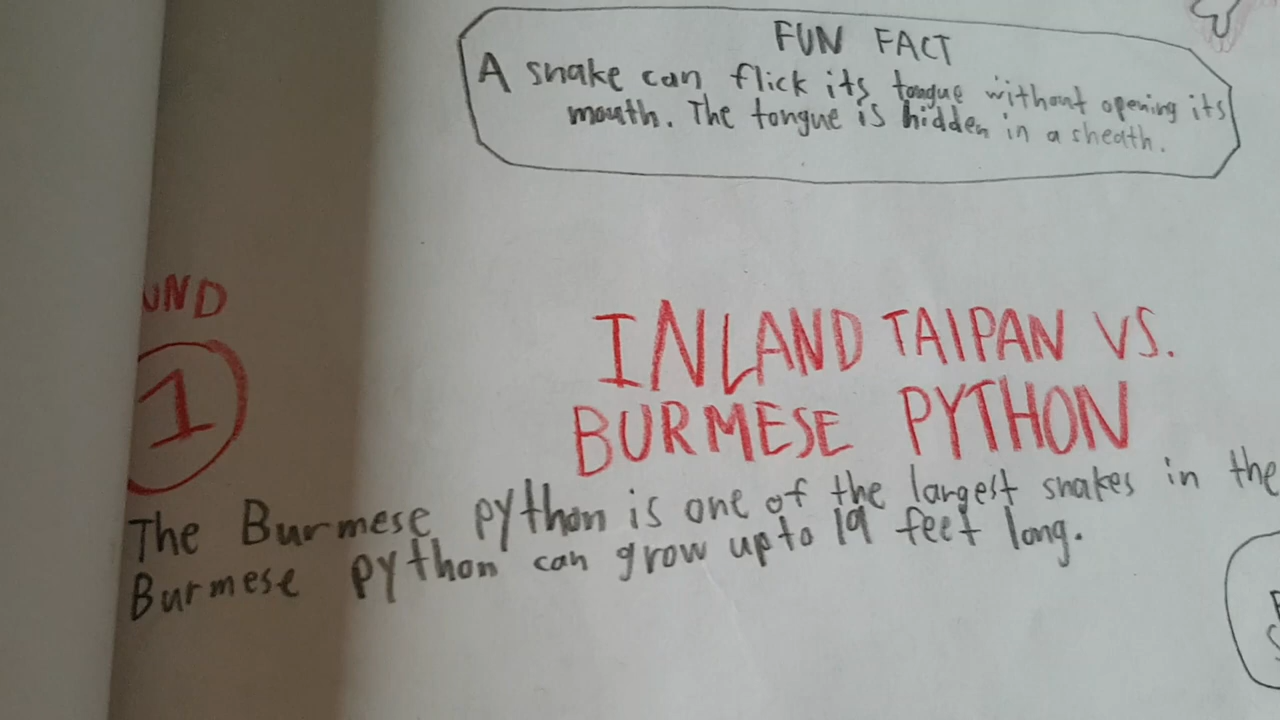 FUN FACT
A snake can flick its tongue without opening its
mouth. The tongue is hidden in a sheath.
UND
1
INLAND TAIPAN VS.
BURMESE PYTHON
The Burmese python is one of the largest snakes in the
Burmese python can grow up to 19 feet long.